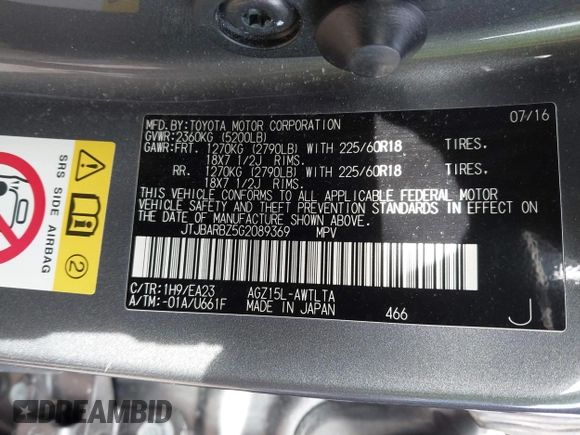 07/16
MFD.BY:TOYOTA MOTOR CORPORATION
GVWR:2360KG (5200LB)
GAWR:FRT. 1270KG (2790LB) WITH 225/60R18 TIRES.
18X7 1/2J RIMS.
RR. 1270KG (2790LB) WITH 225/60R18 TIRES.
18X7 1/2J RIMS.
THIS VEHICLE CONFORMS TO ALL APPLICABLE FEDERAL MOTOR
VEHICLE SAFETY AND THEFT PREVENTION STANDARDS IN EFFECT ON
THE DATE OF MANUFACTURE SHOWN ABOVE.
JTJBARBZ5G2089369 MPV
C/TR:1H9/EA23 AGZ15L-AWTLTA
A/TM:-01A/U661F MADE IN JAPAN 466 J
SRS SIDE AIRBAG
2
DREAMBID